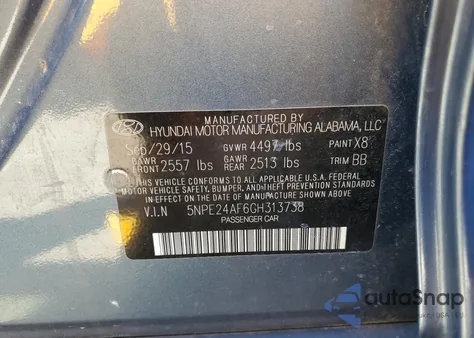 MANUFACTURED BY
HYUNDAI MOTOR MANUFACTURING ALABAMA, LLC
Sep/29/15 GVWR 4497 lbs PAINT X8
GAWR FRONT 2557 lbs GAWR REAR 2513 lbs TRIM BB
THIS VEHICLE CONFORMS TO ALL APPLICABLE FEDERAL
MOTOR VEHICLE SAFETY, BUMPER, AND THEFT PREVENTION STANDARDS
IN EFFECT ON THE DATE OF MANUFACTURE SHOWN ABOVE.
V.I.N 5NPE24AF6GH313738
PASSENGER CAR
autoSnap